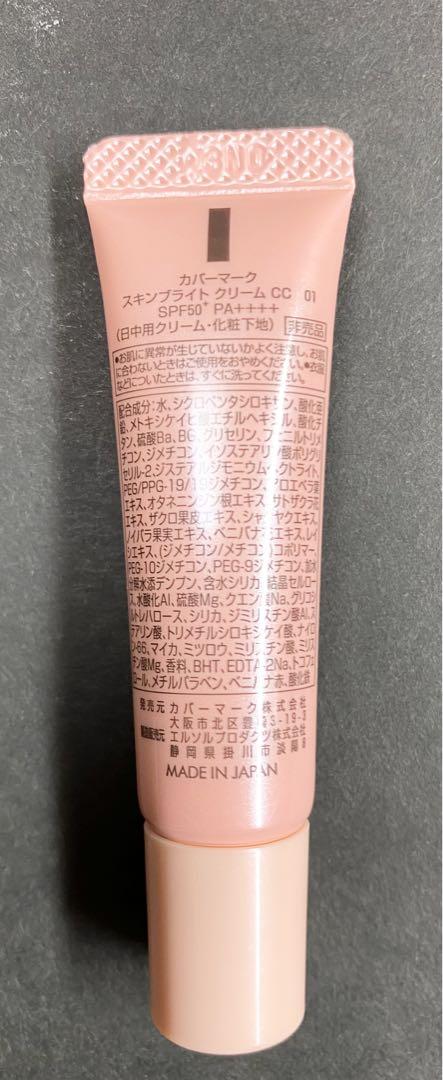 3NO
カバーマーク
スキンブライト クリーム CC 01
SPF50+ PA++++
(日中用クリーム・化粧下地) 非売品
●お肌に異常が生じていないかよく注意し、お肌
に合わないときはご使用をおやめください。●衣服
などについたときは、すぐに洗ってください。
配合成分:水、シクロペンタシロキサン、酸化亜
鉛、メトキシケイヒ酸エチルヘキシル、酸化チ
タン、硫酸Ba、BG、グリセリン、フェニルトリメ
チコン、ジメチコン、イソステアリン酸ポリグリ
セリル-2、ジステアルジモニウムヘクトライト、
PEG/PPG-19/19ジメチコン、アロエベラ葉
エキス、オタネニンジン根エキス、サトザクラ花
エキス、ザクロ果皮エキス、シャクヤクエキス、
ノイバラ果実エキス、ベニバナ花エキス、レイ
シエキス、(ジメチコン/メチコン)コポリマー、
PEG-10ジメチコン、PEG-9ジメチコン、加水
分解水添デンプン、含水シリカ、結晶セルロー
ス、水酸化Al、硫酸Mg、クエン酸Na、グリコシ
ルトレハロース、シリカ、ジミリスチン酸Al、ス
テアリン酸、トリメチルシロキシケイ酸、ナイロ
ン-66、マイカ、ミツロウ、ミリスチン酸、ミリス
チン酸Mg、香料、BHT、EDTA-2Na、トコフェ
ロール、メチルパラベン、ベニバナ赤、酸化鉄
発売元 カバーマーク株式会社
大阪市北区豊崎3-19-3
製造販売元 エルソルプロダクツ株式会社
静岡県掛川市淡陽8
MADE IN JAPAN